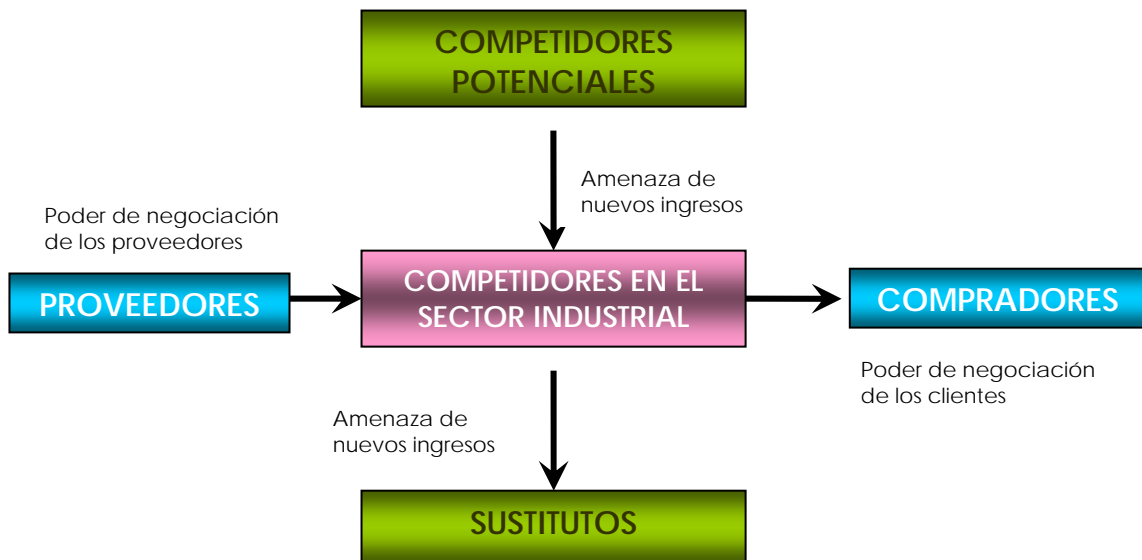 COMPETIDORES
POTENCIALES
Amenaza de
nuevos ingresos
Poder de negociación
de los proveedores
PROVEEDORES
COMPETIDORES EN EL
SECTOR INDUSTRIAL
COMPRADORES
Poder de negociación
de los clientes
Amenaza de
nuevos ingresos
SUSTITUTOS